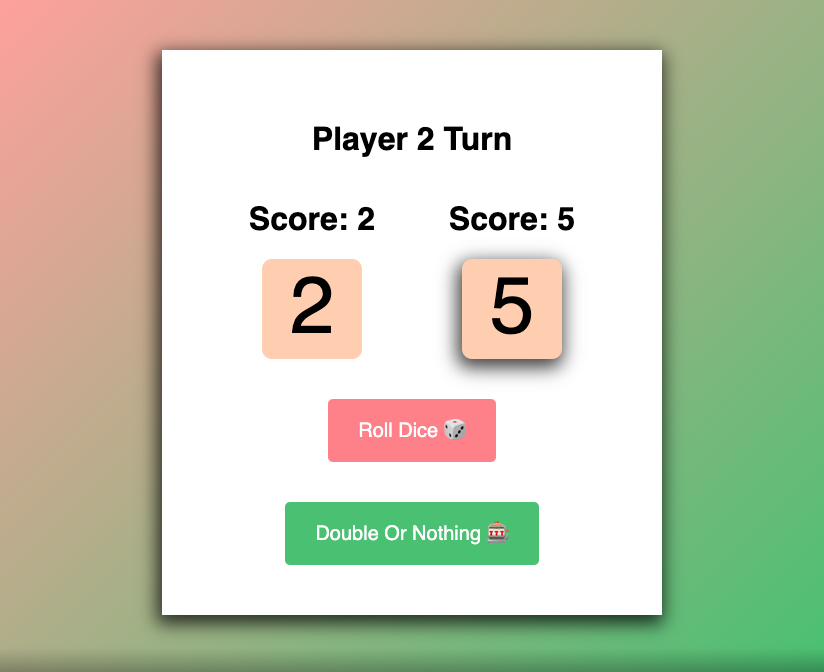 Player 2 Turn
Score: 2 Score: 5
2 5
Roll Dice 🎲
Double Or Nothing 🎰